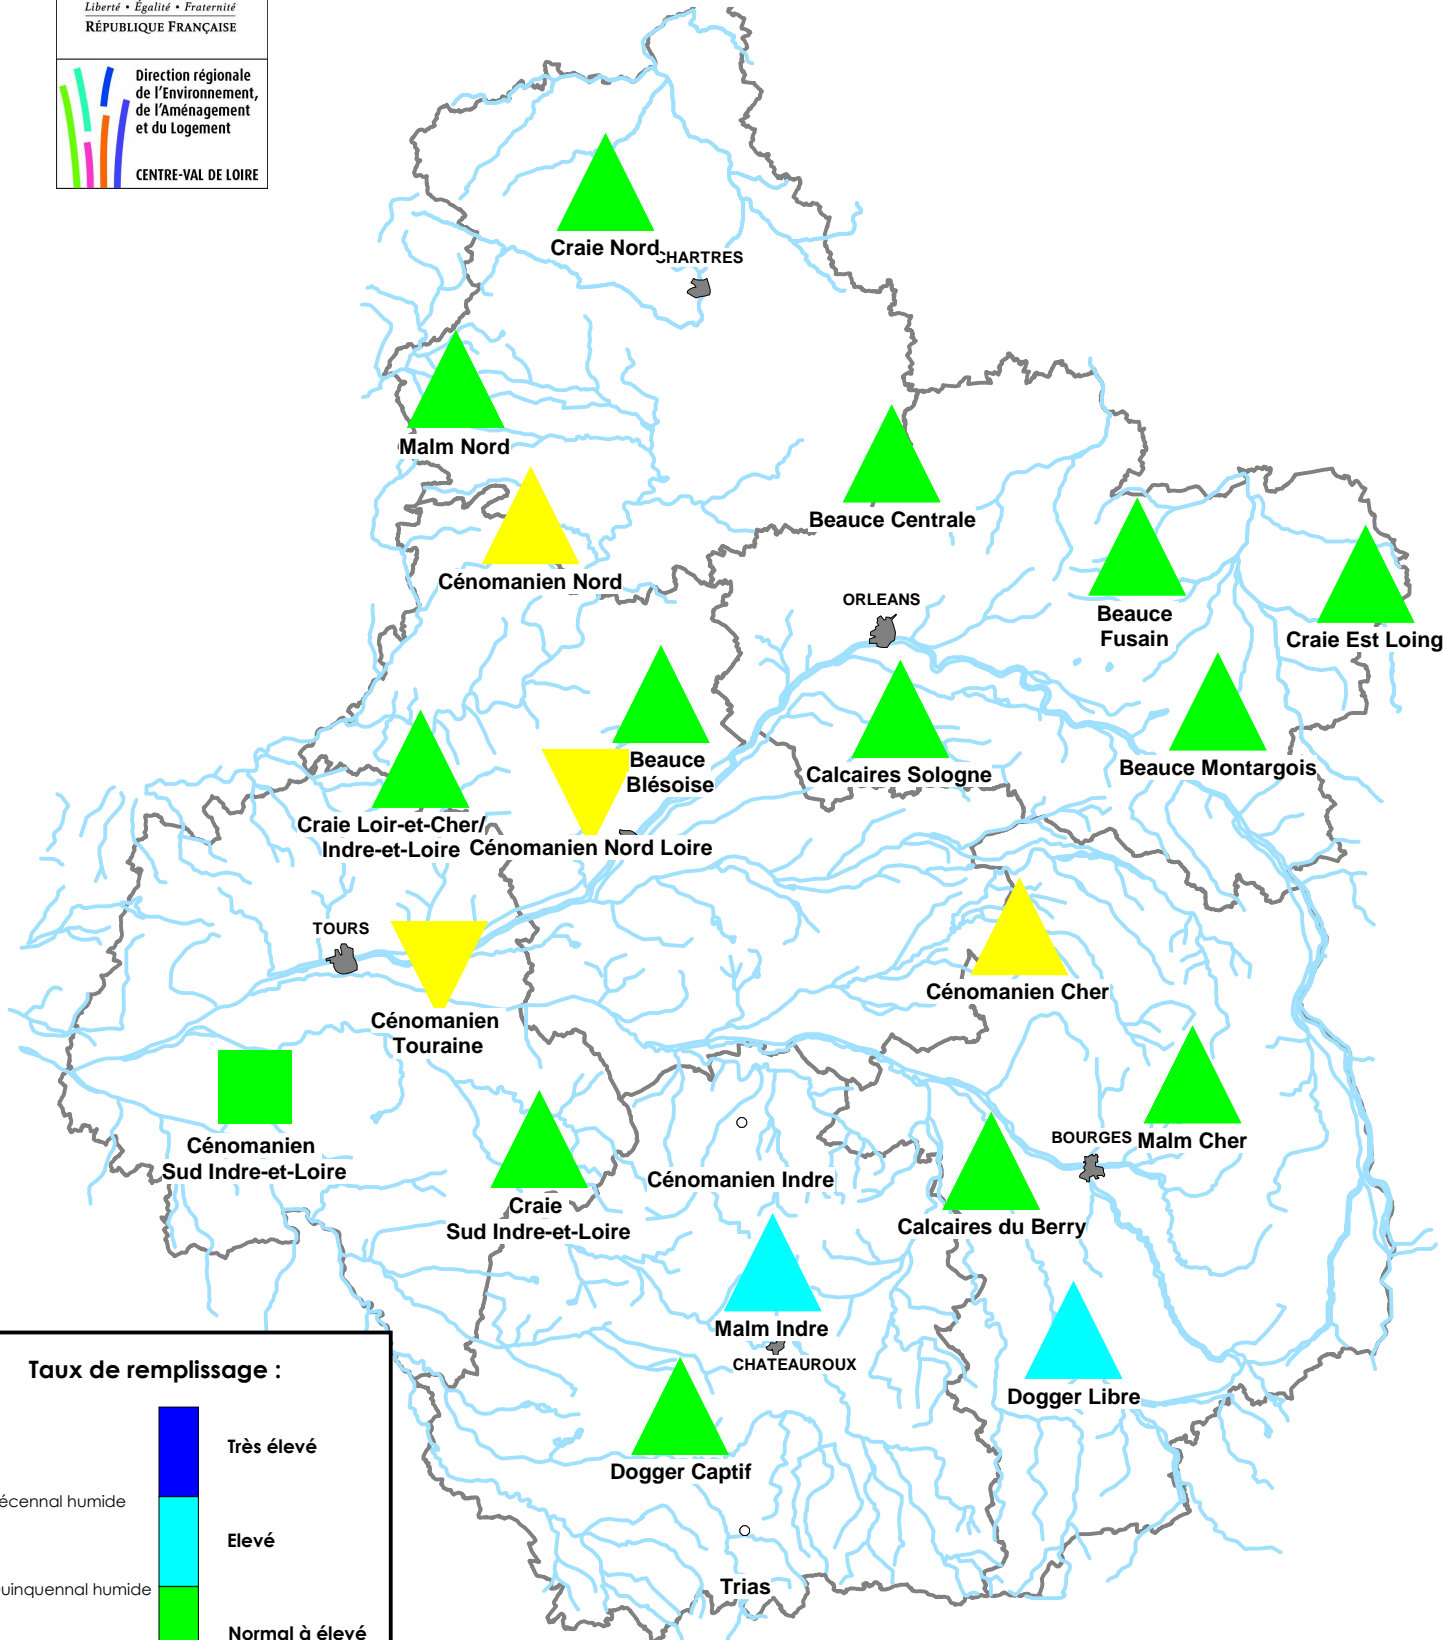 Liberté • Égalité • Fraternité
RÉPUBLIQUE FRANÇAISE
Direction régionale
de l'Environnement,
de l'Aménagement
et du Logement
CENTRE-VAL DE LOIRE
Craie Nord
CHARTRES
Malm Nord
Beauce Centrale
Cénomanien Nord
ORLEANS
Beauce
Fusain
Craie Est Loing
Beauce
Blésoise
Calcaires Sologne
Beauce Montargois
Craie Loir-et-Cher/
Indre-et-Loire
Cénomanien Nord Loire
TOURS
Cénomanien Cher
Cénomanien
Touraine
Cénomanien
Sud Indre-et-Loire
BOURGES
Malm Cher
Cénomanien Indre
Craie
Sud Indre-et-Loire
Calcaires du Berry
Malm Indre
CHATEAUROUX
Dogger Libre
Dogger Captif
Trias
Taux de remplissage :
Très élevé
écennal humide
Elevé
uinquennal humide
Normal à élevé